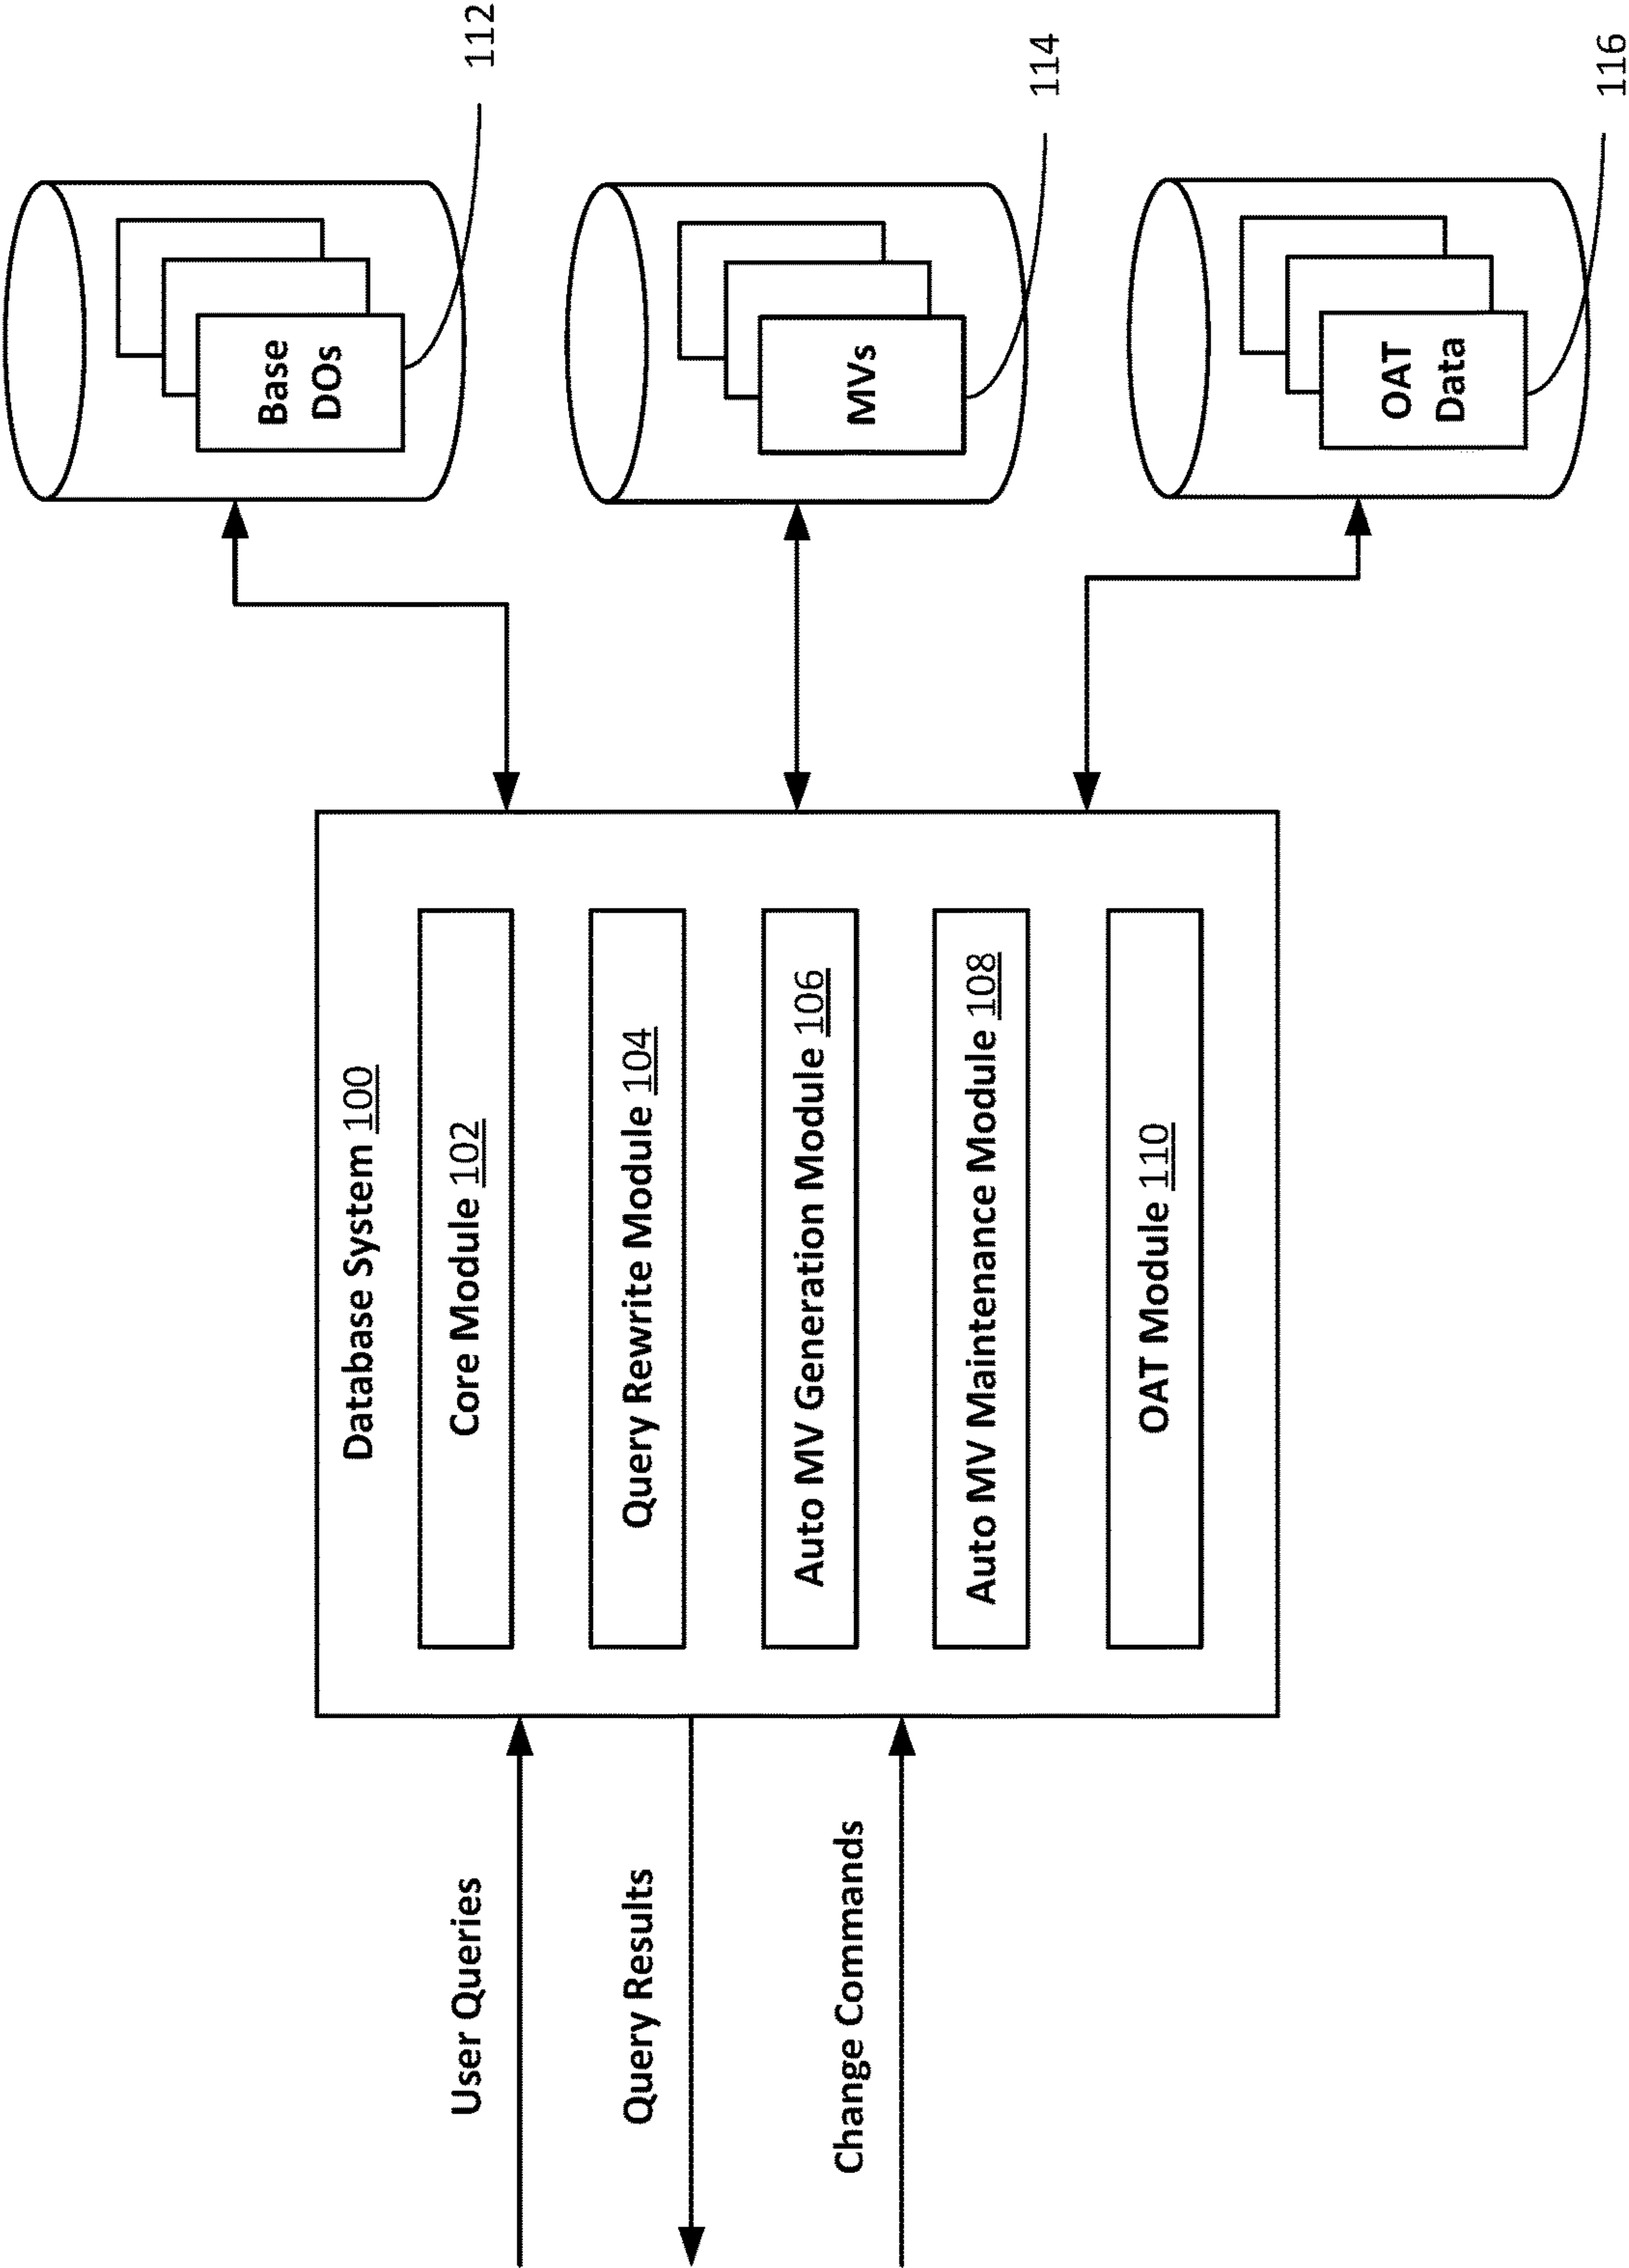 User Queries
Query Results
Change Commands
Database System 100
Core Module 102
Query Rewrite Module 104
Auto MV Generation Module 106
Auto MV Maintenance Module 108
OAT Module 110
Base
DOs
112
MVs
114
OAT
Data
116